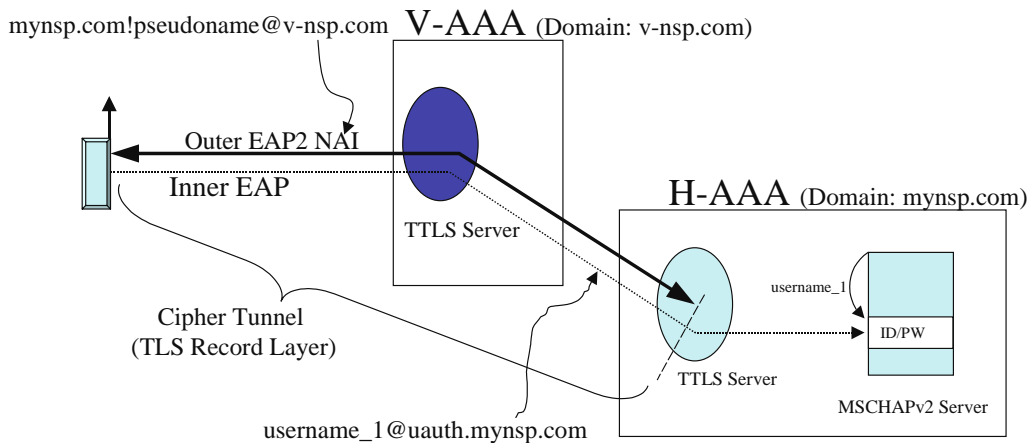 mynsp.com!pseudoname@v-nsp.com
V-AAA (Domain: v-nsp.com)
Outer EAP2 NAI
Inner EAP
TTLS Server
H-AAA (Domain: mynsp.com)
username_1
ID/PW
Cipher Tunnel
(TLS Record Layer)
TTLS Server
MSCHAPv2 Server
username_1@uauth.mynsp.com